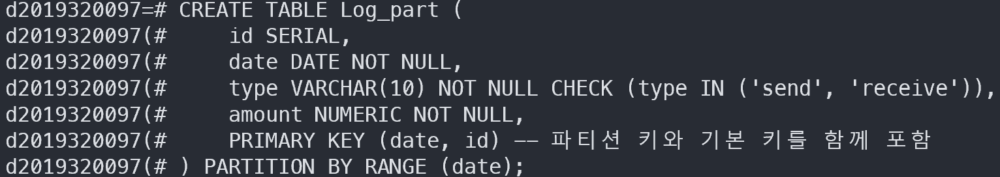 d2019320097=# CREATE TABLE Log_part (
d2019320097(#     id SERIAL,
d2019320097(#     date DATE NOT NULL,
d2019320097(#     type VARCHAR(10) NOT NULL CHECK (type IN ('send', 'receive')),
d2019320097(#     amount NUMERIC NOT NULL,
d2019320097(#     PRIMARY KEY (date, id) -- 파티션 키와 기본 키를 함께 포함
d2019320097(# ) PARTITION BY RANGE (date);